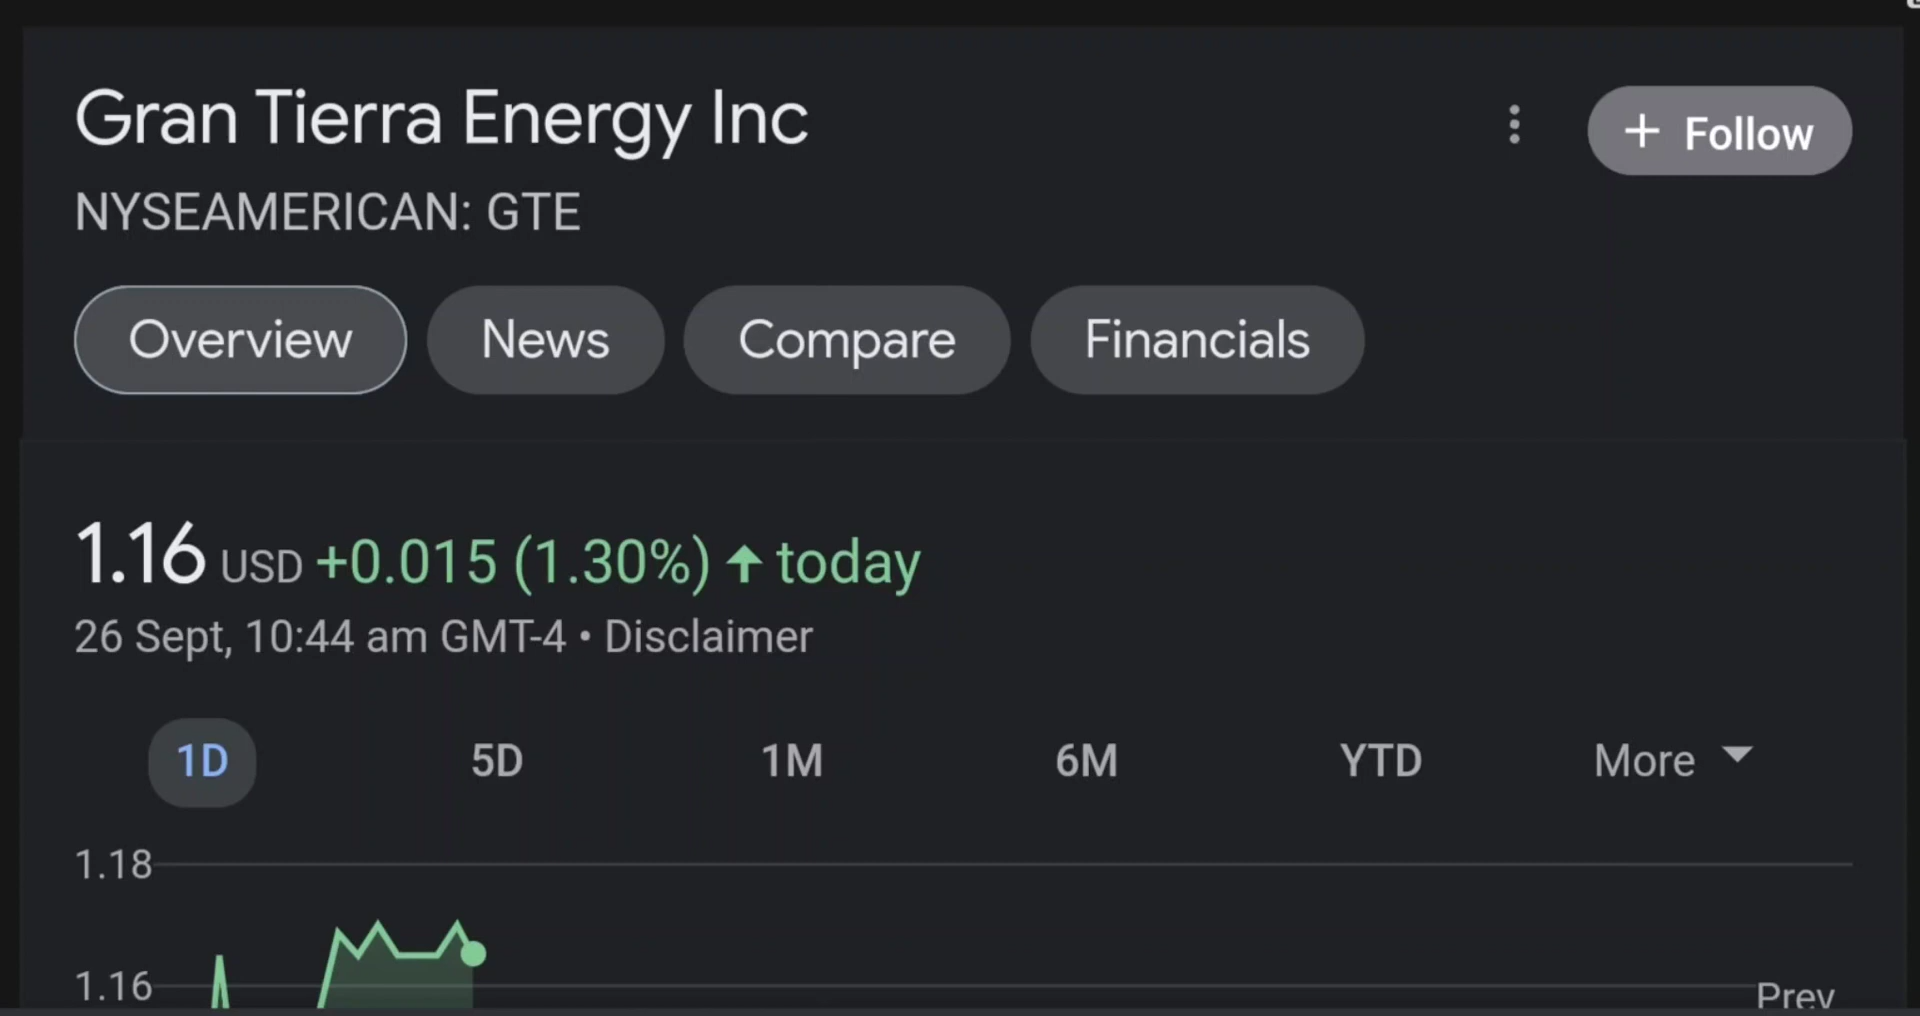 Gran Tierra Energy Inc
+ Follow
NYSEAMERICAN: GTE
Overview News Compare Financials
1.16 USD +0.015 (1.30%) ↑ today
26 Sept, 10:44 am GMT-4 • Disclaimer
1D 5D 1M 6M YTD More
1.18
1.16
Prev